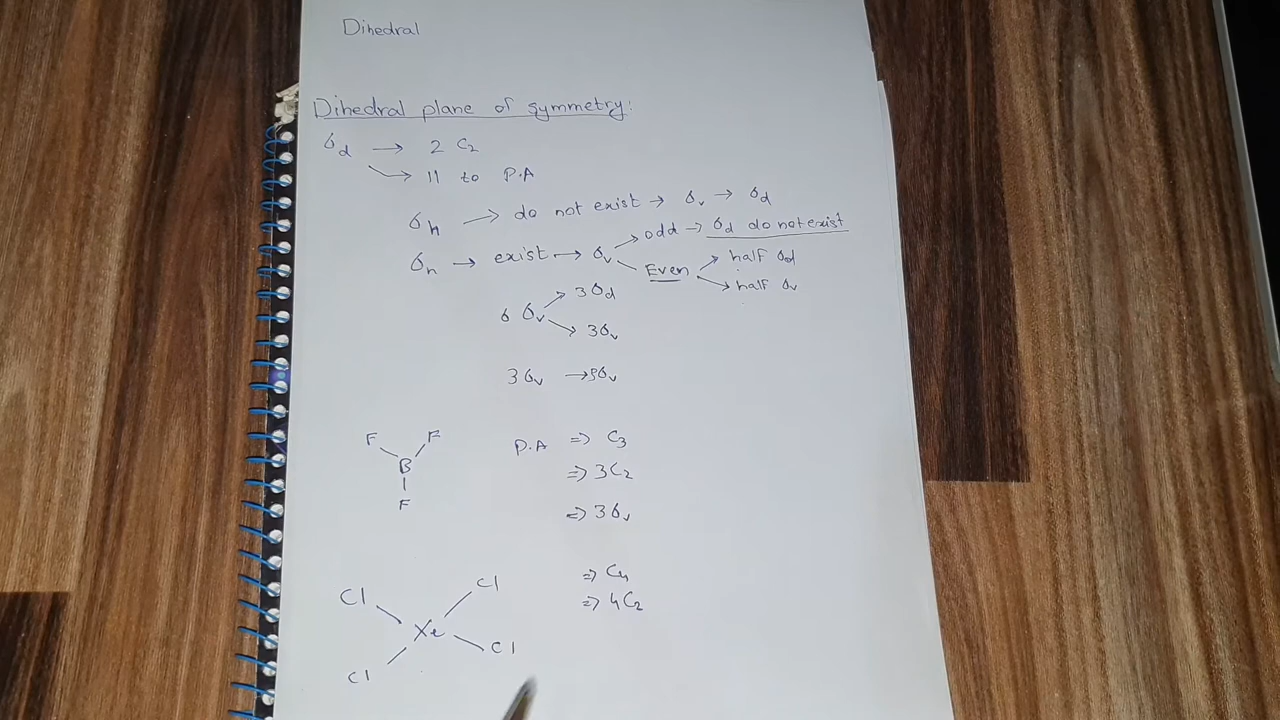 Dihedral
Dihedral plane of symmetry:
σd → 2 C2
→ 11 to P.A
σh → do not exist → σv → σd
σh → exist → σv → odd → σd do not exist
Even → half σd
→ half σv
6 σv → 3σd
→ 3σv
3σv → 3σv
F F
B
F
P.A => C3
=> 3C2
=> 3σv
Cl Cl
Xe
Cl Cl
=> C4
=> 4C2